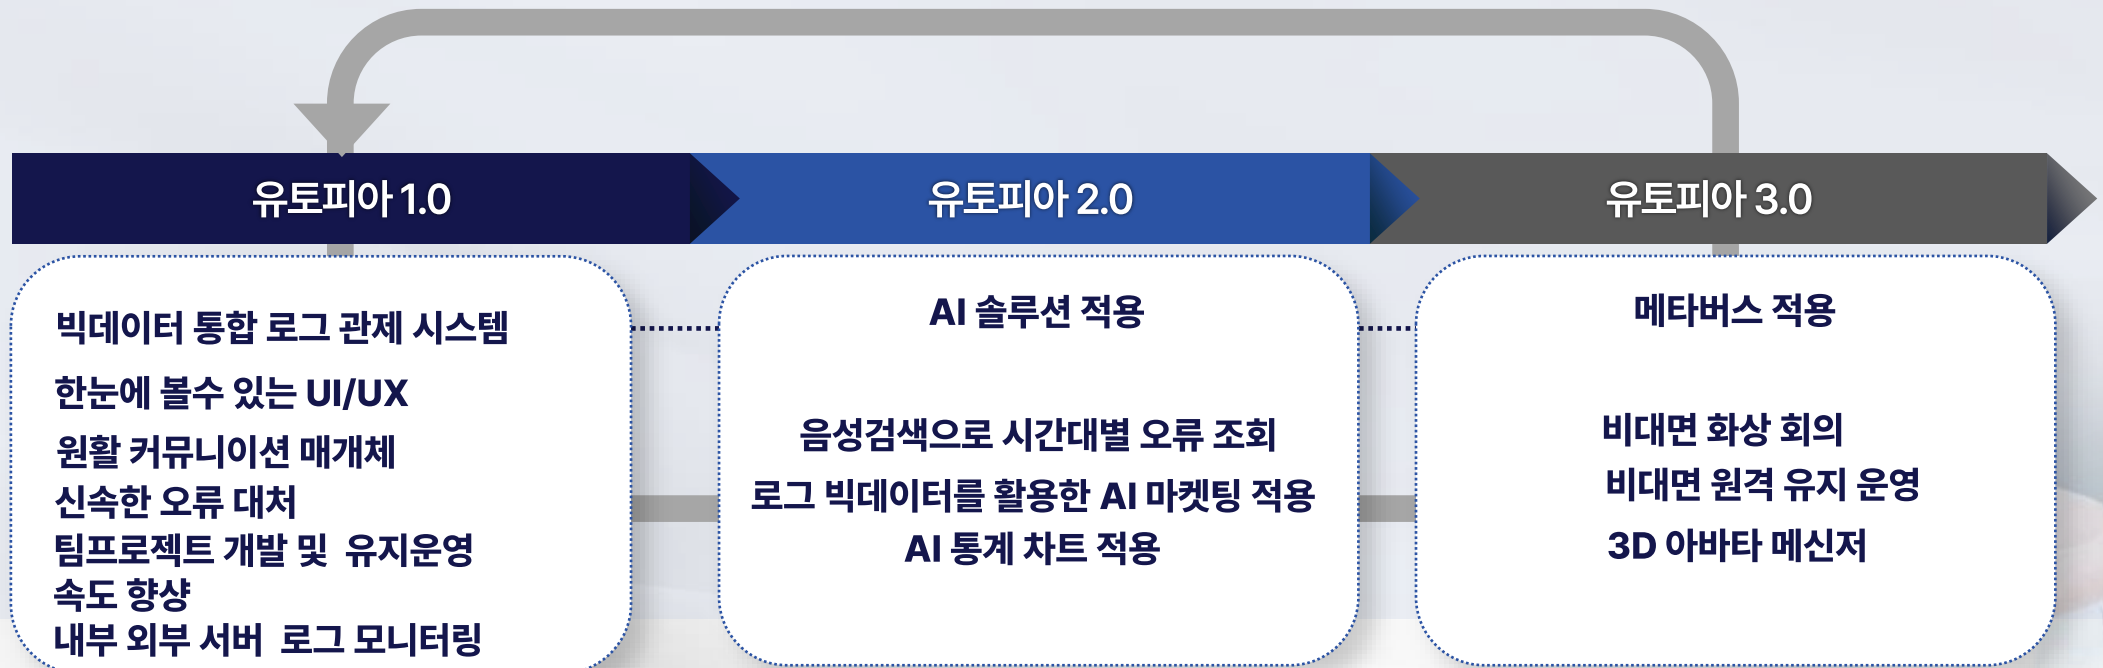 유토피아 1.0
유토피아 2.0
유토피아 3.0
빅데이터 통합 로그 관제 시스템
한눈에 볼수 있는 UI/UX
원활 커뮤니이션 매개체
신속한 오류 대처
팀프로젝트 개발 및 유지운영
속도 향샹
내부 외부 서버 로그 모니터링
AI 솔루션 적용
음성검색으로 시간대별 오류 조회
로그 빅데이터를 활용한 AI 마켓팅 적용
AI 통계 차트 적용
메타버스 적용
비대면 화상 회의
비대면 원격 유지 운영
3D 아바타 메신저